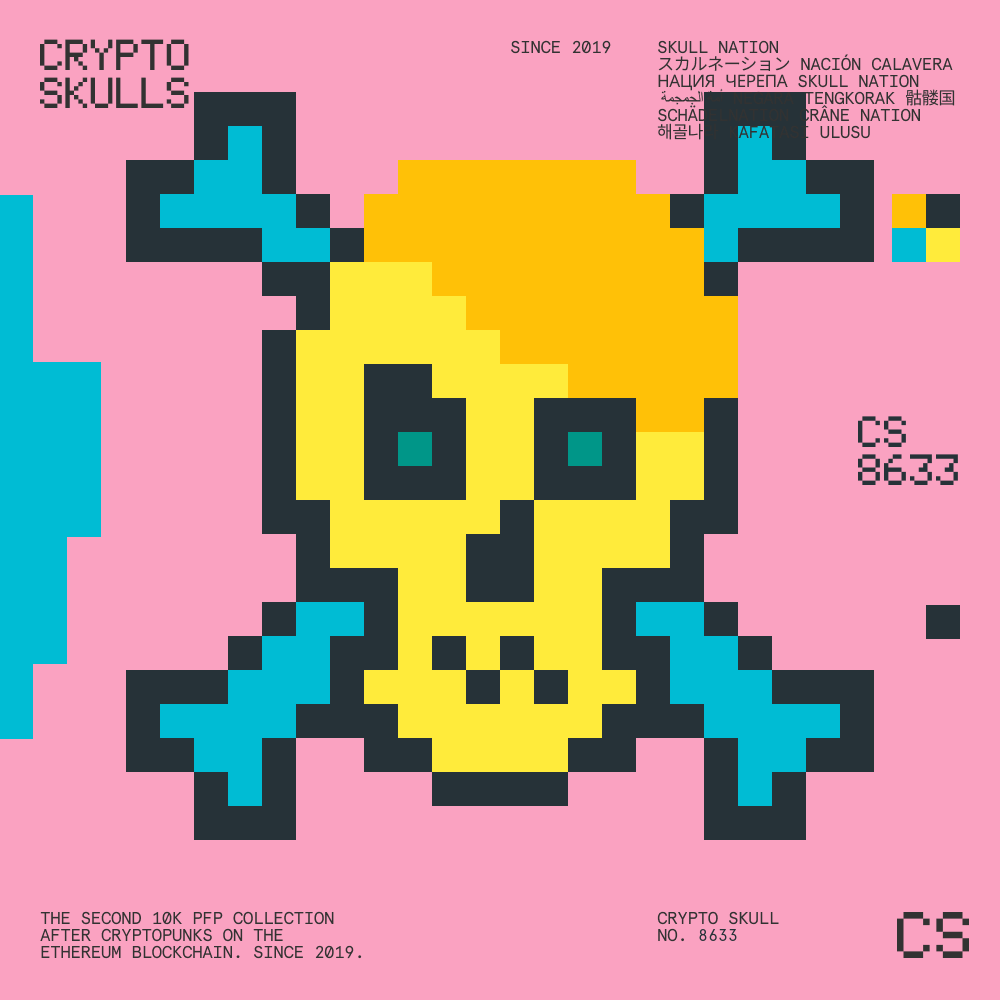 CRYPTO
SKULLS
SINCE 2019
SKULL NATION
スカルネーション NACIÓN CALAVERA
НАЦИЯ ЧЕРЕПА SKULL NATION
TENGKORAK 骷髅国
CRÂNE NATION
ULUSU
CS
8633
THE SECOND 10K PFP COLLECTION
AFTER CRYPTOPUNKS ON THE
ETHEREUM BLOCKCHAIN. SINCE 2019.
CRYPTO SKULL
NO. 8633
CS